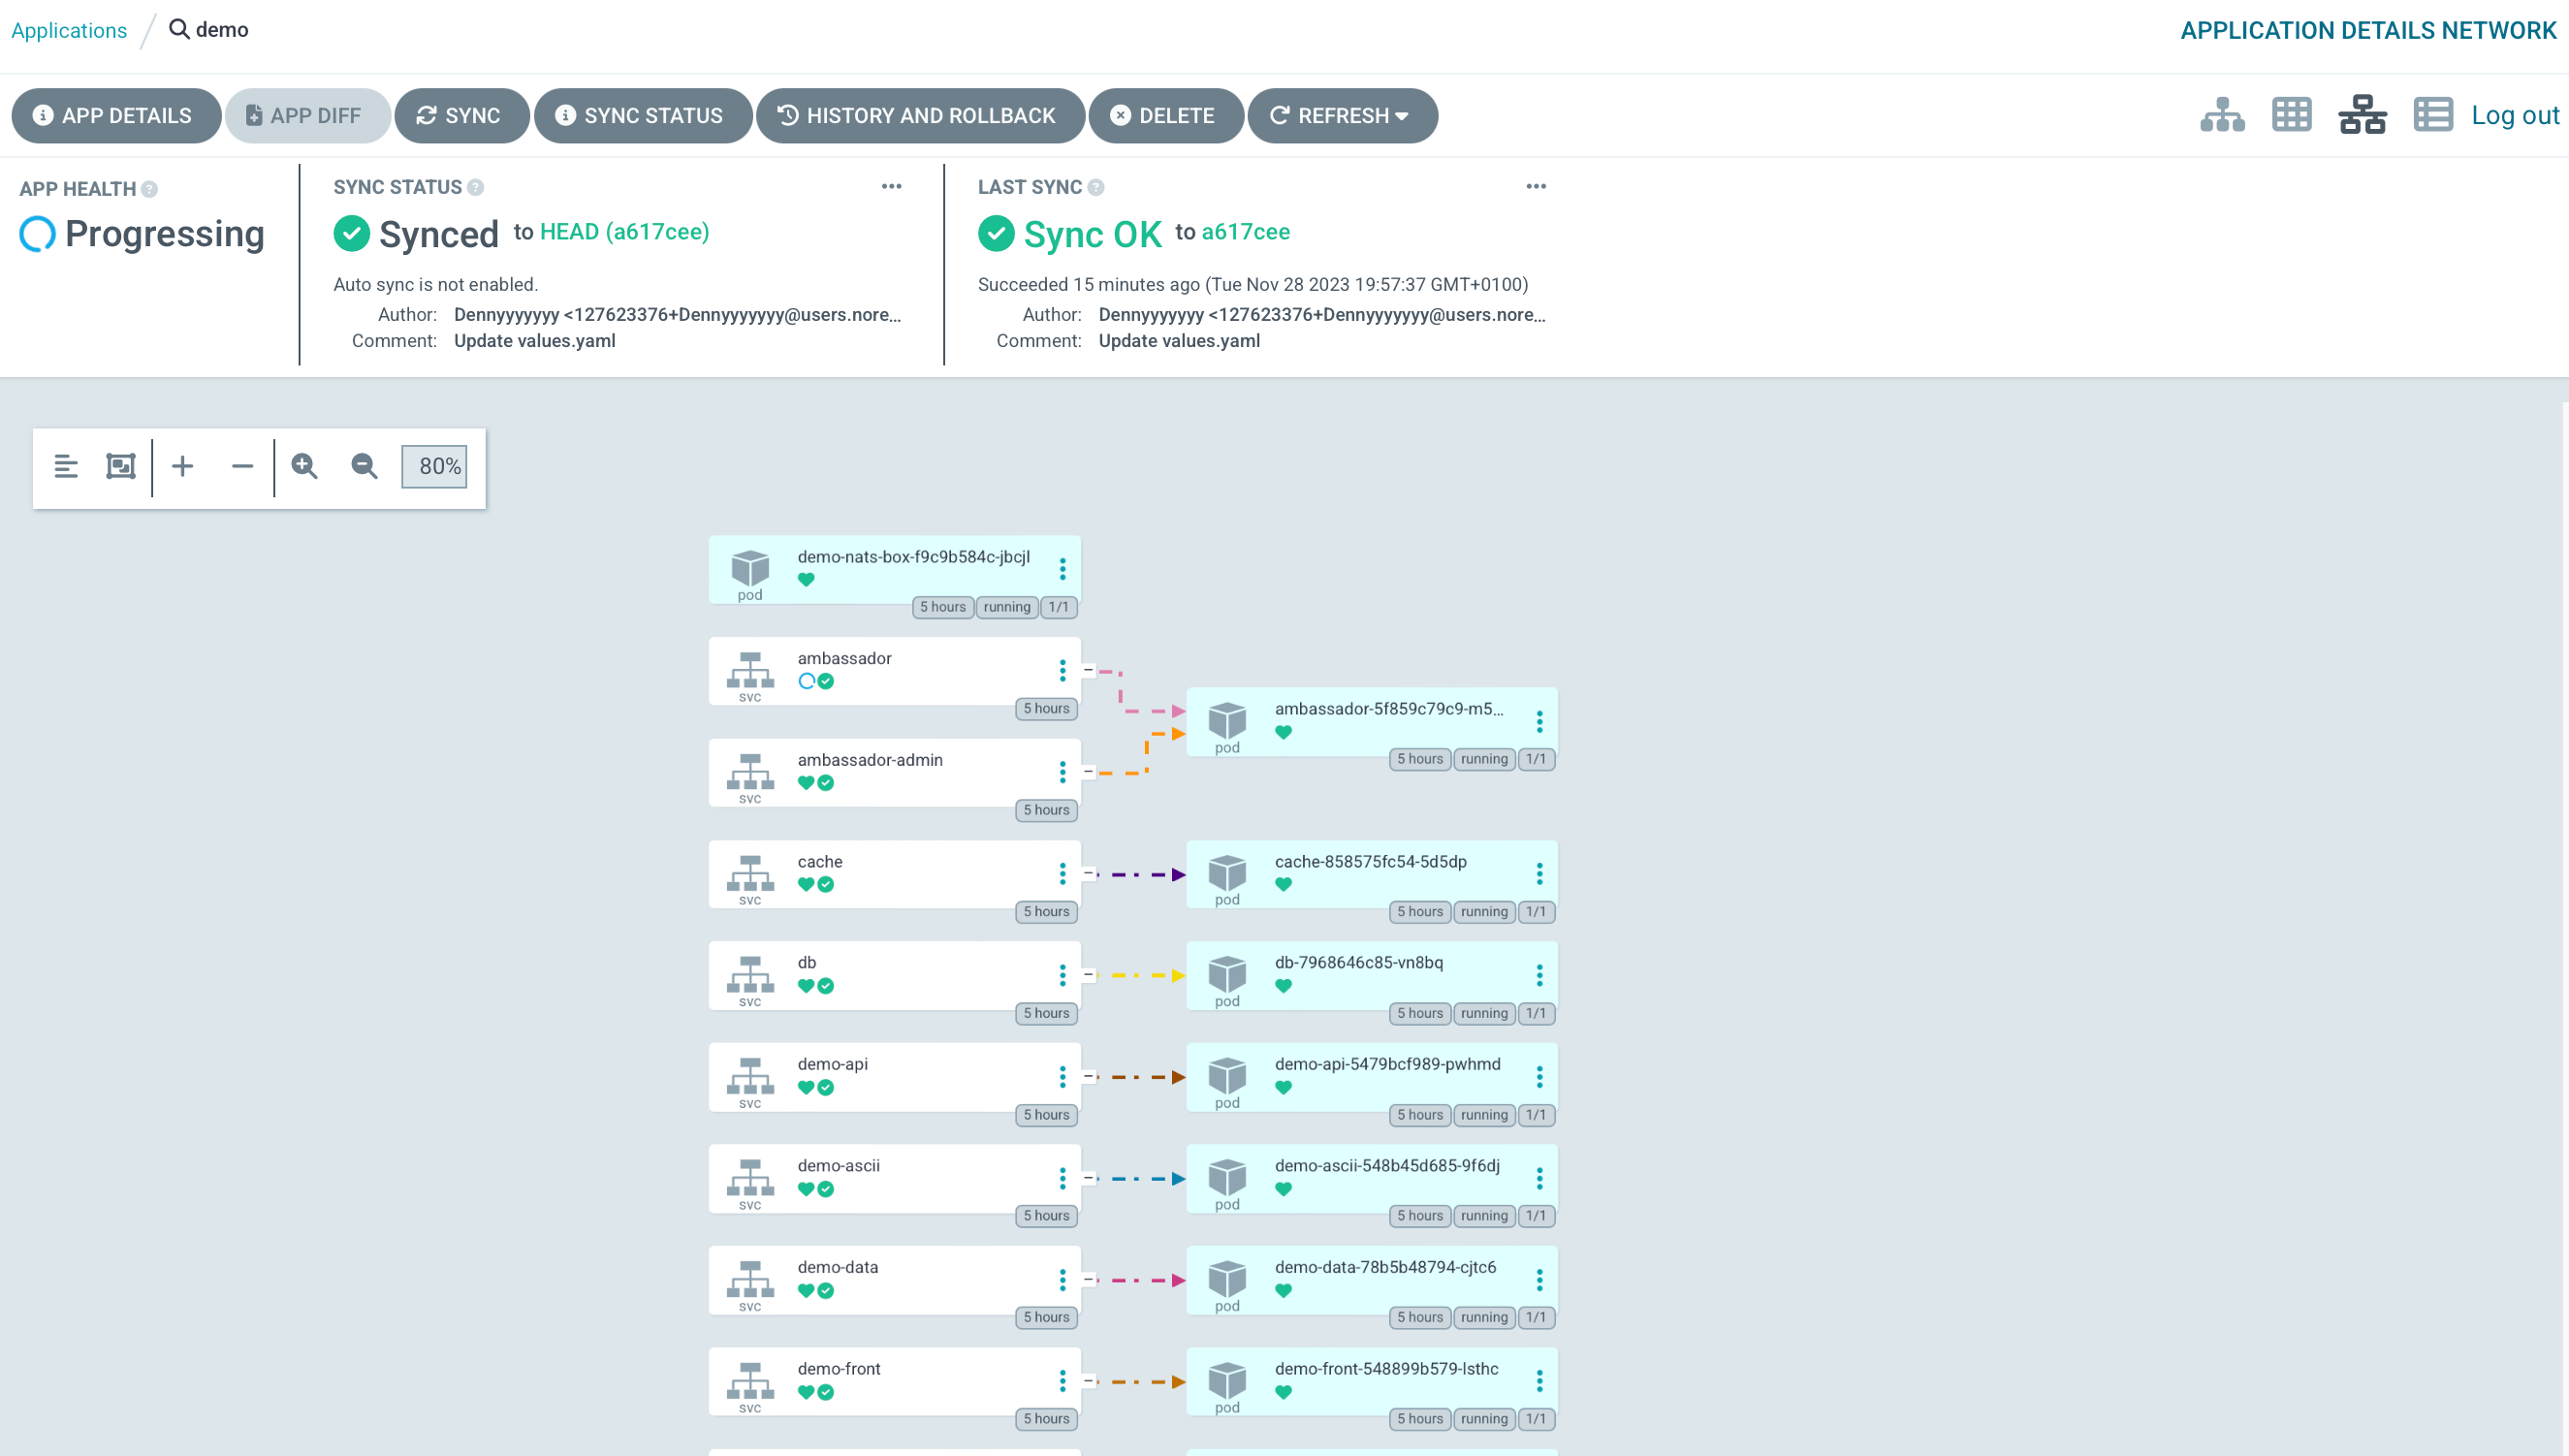 Applications / demo
APPLICATION DETAILS NETWORK
APP DETAILS
APP DIFF
SYNC
SYNC STATUS
HISTORY AND ROLLBACK
DELETE
REFRESH
Log out
APP HEALTH
Progressing
SYNC STATUS
Synced to HEAD (a617cee)
Auto sync is not enabled.
Author: Dennyyyyyyy <127623376+Dennyyyyyyy@users.nore...
Comment: Update values.yaml
LAST SYNC
Sync OK to a617cee
Succeeded 15 minutes ago (Tue Nov 28 2023 19:57:37 GMT+0100)
Author: Dennyyyyyyy <127623376+Dennyyyyyyy@users.nore...
Comment: Update values.yaml
80%
demo-nats-box-f9c9b584c-jbcjl
pod
5 hours running 1/1
ambassador
svc
5 hours
ambassador-5f859c79c9-m5...
pod
5 hours running 1/1
ambassador-admin
svc
5 hours
cache
svc
5 hours
cache-858575fc54-5d5dp
pod
5 hours running 1/1
db
svc
5 hours
db-7968646c85-vn8bq
pod
5 hours running 1/1
demo-api
svc
5 hours
demo-api-5479bcf989-pwhmd
pod
5 hours running 1/1
demo-ascii
svc
5 hours
demo-ascii-548b45d685-9f6dj
pod
5 hours running 1/1
demo-data
svc
5 hours
demo-data-78b5b48794-cjtc6
pod
5 hours running 1/1
demo-front
svc
5 hours
demo-front-548899b579-lsthc
pod
5 hours running 1/1